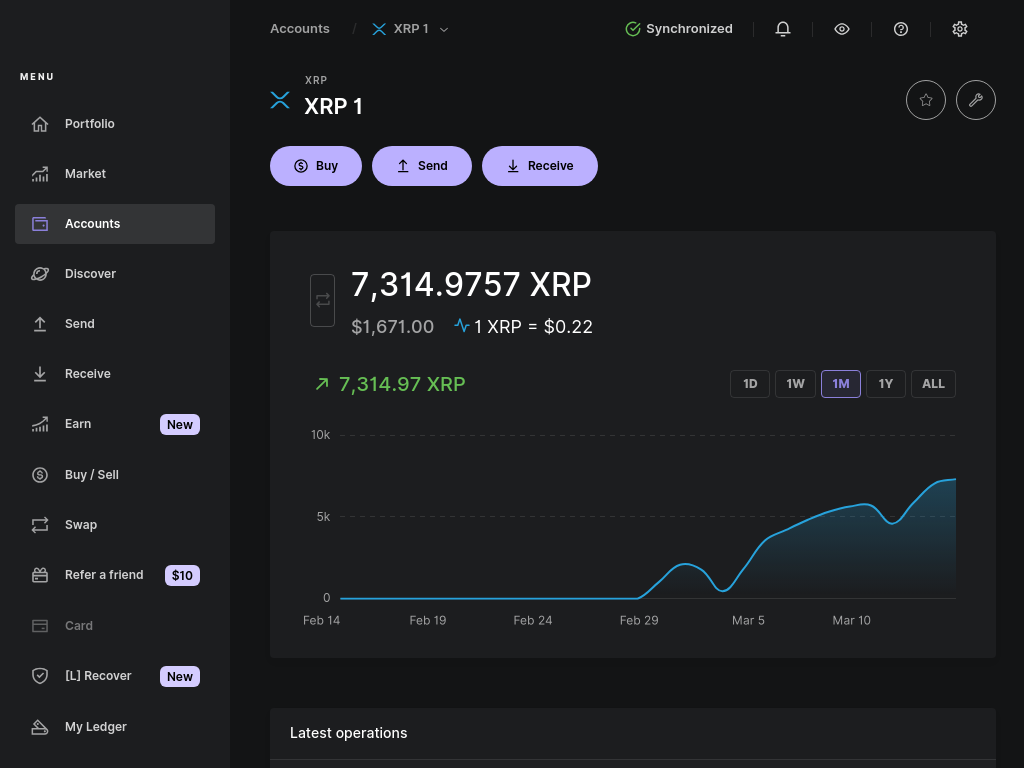 Accounts / XRP 1
Synchronized
MENU
Portfolio
Market
Accounts
Discover
Send
Receive
Earn New
Buy / Sell
Swap
Refer a friend $10
Card
[L] Recover New
My Ledger
XRP
XRP 1
Buy Send Receive
7,314.9757 XRP
$1,671.00 1 XRP = $0.22
7,314.97 XRP
1D 1W 1M 1Y ALL
10k
5k
0
Feb 14 Feb 19 Feb 24 Feb 29 Mar 5 Mar 10
Latest operations